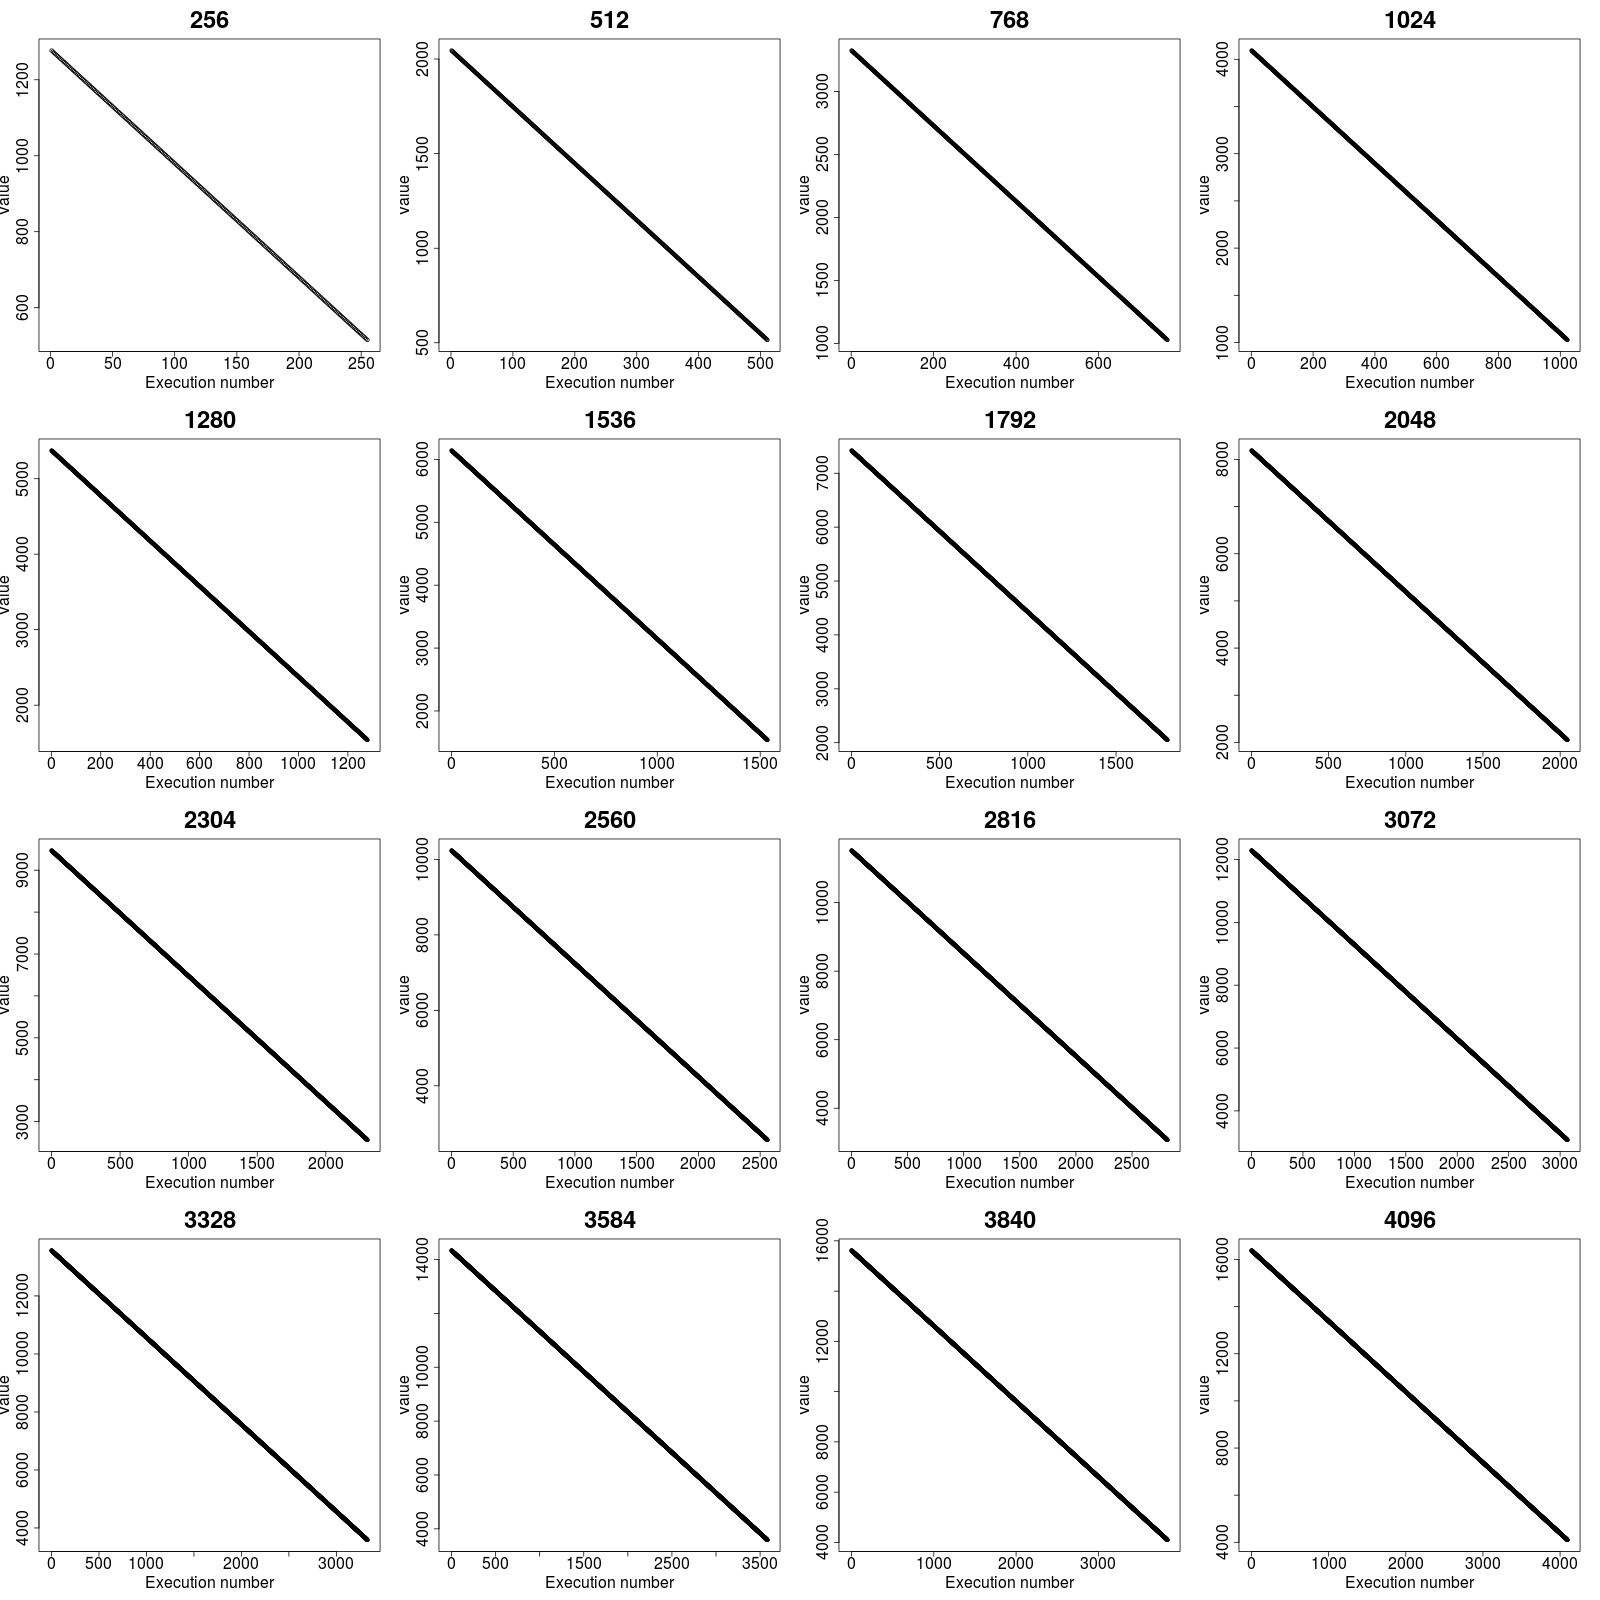 256 512 768 1024
600 800 1000 1200
value
0 50 100 150 200 250
Execution number
500 1000 1500 2000
value
0 100 200 300 400 500
Execution number
1000 1500 2000 2500 3000
value
0 200 400 600
Execution number
1000 2000 3000 4000
value
0 200 400 600 800 1000
Execution number
1280 1536 1792 2048
2000 3000 4000 5000
value
0 200 400 600 800 1000 1200
Execution number
2000 3000 4000 5000 6000
value
0 500 1000 1500
Execution number
2000 3000 4000 5000 6000 7000
value
0 500 1000 1500
Execution number
2000 4000 6000 8000
value
0 500 1000 1500 2000
Execution number
2304 2560 2816 3072
3000 5000 7000 9000
value
0 500 1000 1500 2000
Execution number
4000 6000 8000 10000
value
0 500 1000 1500 2000 2500
Execution number
4000 6000 8000 10000
value
0 500 1000 1500 2000 2500
Execution number
4000 6000 8000 10000 12000
value
0 500 1000 1500 2000 2500 3000
Execution number
3328 3584 3840 4096
4000 6000 8000 10000 12000
value
0 500 1000 2000 3000
Execution number
4000 6000 8000 10000 14000
value
0 500 1500 2500 3500
Execution number
4000 6000 8000 12000 16000
value
0 1000 2000 3000
Execution number
4000 8000 12000 16000
value
0 1000 2000 3000 4000
Execution number